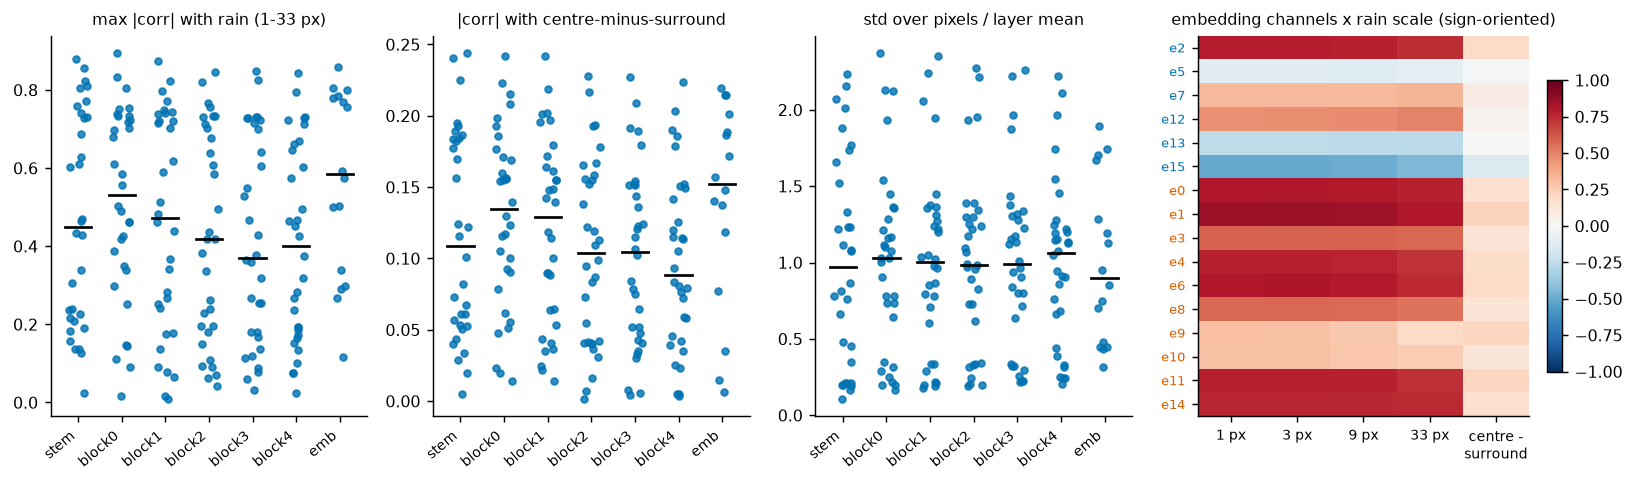 max |corr| with rain (1-33 px)
0.8
0.6
0.4
0.2
0.0
stem
block0
block1
block2
block3
block4
emb
|corr| with centre-minus-surround
0.25
0.20
0.15
0.10
0.05
0.00
stem
block0
block1
block2
block3
block4
emb
std over pixels / layer mean
2.0
1.5
1.0
0.5
0.0
stem
block0
block1
block2
block3
block4
emb
embedding channels x rain scale (sign-oriented)
e2
e5
e7
e12
e13
e15
e0
e1
e3
e4
e6
e8
e9
e10
e11
e14
1 px
3 px
9 px
33 px
centre -
surround
1.00
0.75
0.50
0.25
0.00
−0.25
−0.50
−0.75
−1.00